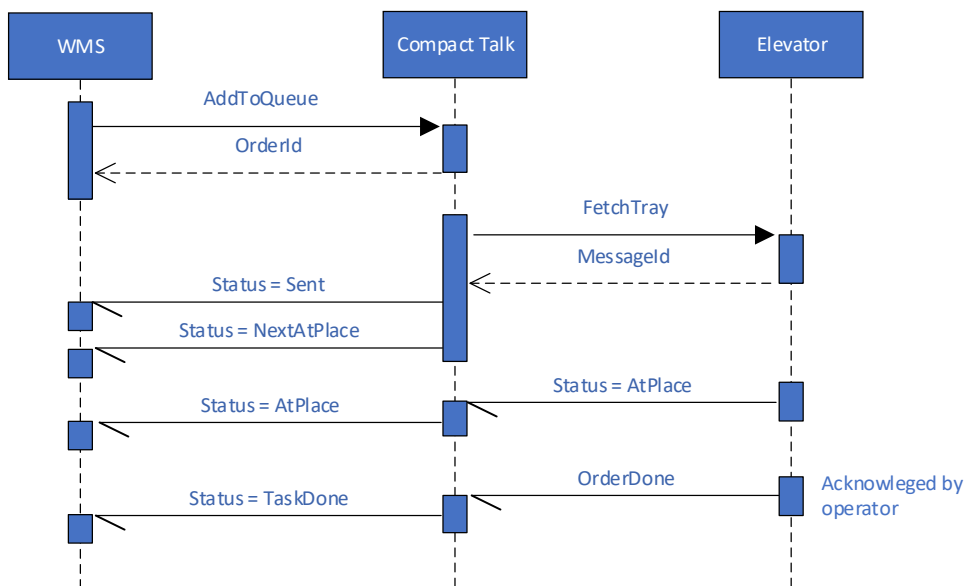 WMS
Compact Talk
Elevator
AddToQueue
OrderId
FetchTray
MessageId
Status = Sent
Status = NextAtPlace
Status = AtPlace
Status = AtPlace
OrderDone
Acknowleged by
operator
Status = TaskDone